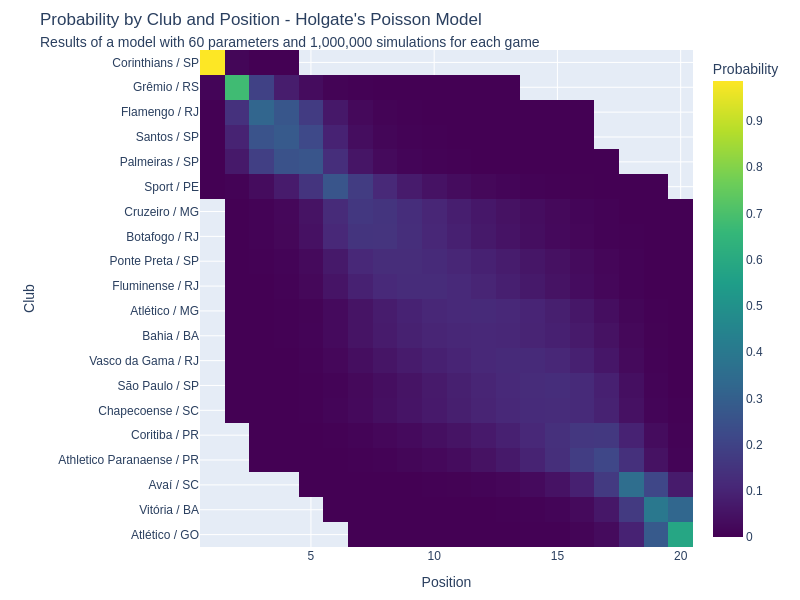 Probability by Club and Position - Holgate's Poisson Model
Results of a model with 60 parameters and 1,000,000 simulations for each game
Probability
Corinthians / SP
Grêmio / RS
Flamengo / RJ
Santos / SP
Palmeiras / SP
Sport / PE
Cruzeiro / MG
Botafogo / RJ
Ponte Preta / SP
Fluminense / RJ
Atlético / MG
Bahia / BA
Vasco da Gama / RJ
São Paulo / SP
Chapecoense / SC
Coritiba / PR
Athletico Paranaense / PR
Avaí / SC
Vitória / BA
Atlético / GO
Club
5
10
15
20
Position
0.9
0.8
0.7
0.6
0.5
0.4
0.3
0.2
0.1
0